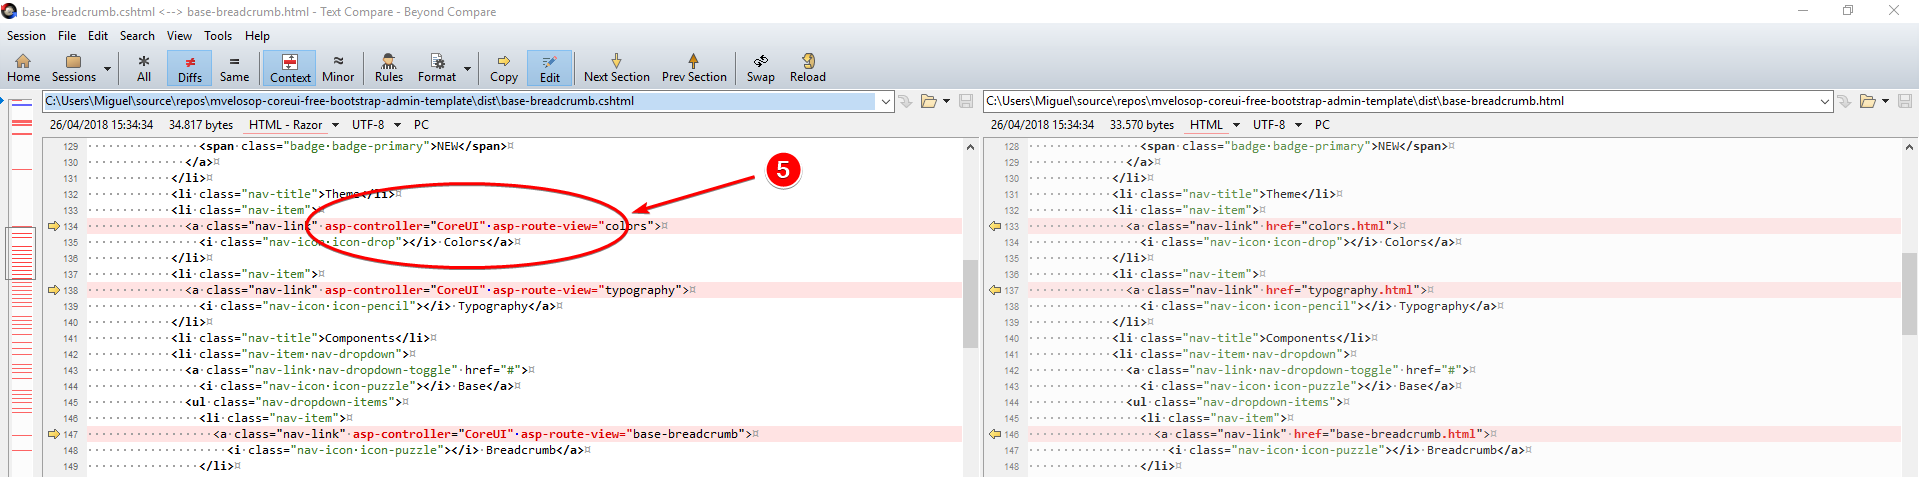 base-breadcrumb.cshtml <--> base-breadcrumb.html - Text Compare - Beyond Compare
Session File Edit Search View Tools Help
Home Sessions All Diffs Same Context Minor Rules Format Copy Edit Next Section Prev Section Swap Reload
C:\Users\Miguel\source\repos\mvelosop-coreui-free-bootstrap-admin-template\dist\base-breadcrumb.cshtml
26/04/2018 15:34:34 34.817 bytes HTML - Razor UTF-8 PC
129 <span class="badge badge-primary">NEW</span>
130 </a>
131 </li>
132 <li class="nav-title">Theme</li>
133 <li class="nav-item">
134 <a class="nav-link" asp-controller="CoreUI" asp-route-view="colors">
135 <i class="nav-icon icon-drop"></i> Colors</a>
136 </li>
137 <li class="nav-item">
138 <a class="nav-link" asp-controller="CoreUI" asp-route-view="typography">
139 <i class="nav-icon icon-pencil"></i> Typography</a>
140 </li>
141 <li class="nav-title">Components</li>
142 <li class="nav-item nav-dropdown">
143 <a class="nav-link nav-dropdown-toggle" href="#">
144 <i class="nav-icon icon-puzzle"></i> Base</a>
145 <ul class="nav-dropdown-items">
146 <li class="nav-item">
147 <a class="nav-link" asp-controller="CoreUI" asp-route-view="base-breadcrumb">
148 <i class="nav-icon icon-puzzle"></i> Breadcrumb</a>
149 </li>
5
C:\Users\Miguel\source\repos\mvelosop-coreui-free-bootstrap-admin-template\dist\base-breadcrumb.html
26/04/2018 15:34:34 33.570 bytes HTML UTF-8 PC
128 <span class="badge badge-primary">NEW</span>
129 </a>
130 </li>
131 <li class="nav-title">Theme</li>
132 <li class="nav-item">
133 <a class="nav-link" href="colors.html">
134 <i class="nav-icon icon-drop"></i> Colors</a>
135 </li>
136 <li class="nav-item">
137 <a class="nav-link" href="typography.html">
138 <i class="nav-icon icon-pencil"></i> Typography</a>
139 </li>
140 <li class="nav-title">Components</li>
141 <li class="nav-item nav-dropdown">
142 <a class="nav-link nav-dropdown-toggle" href="#">
143 <i class="nav-icon icon-puzzle"></i> Base</a>
144 <ul class="nav-dropdown-items">
145 <li class="nav-item">
146 <a class="nav-link" href="base-breadcrumb.html">
147 <i class="nav-icon icon-puzzle"></i> Breadcrumb</a>
148 </li>